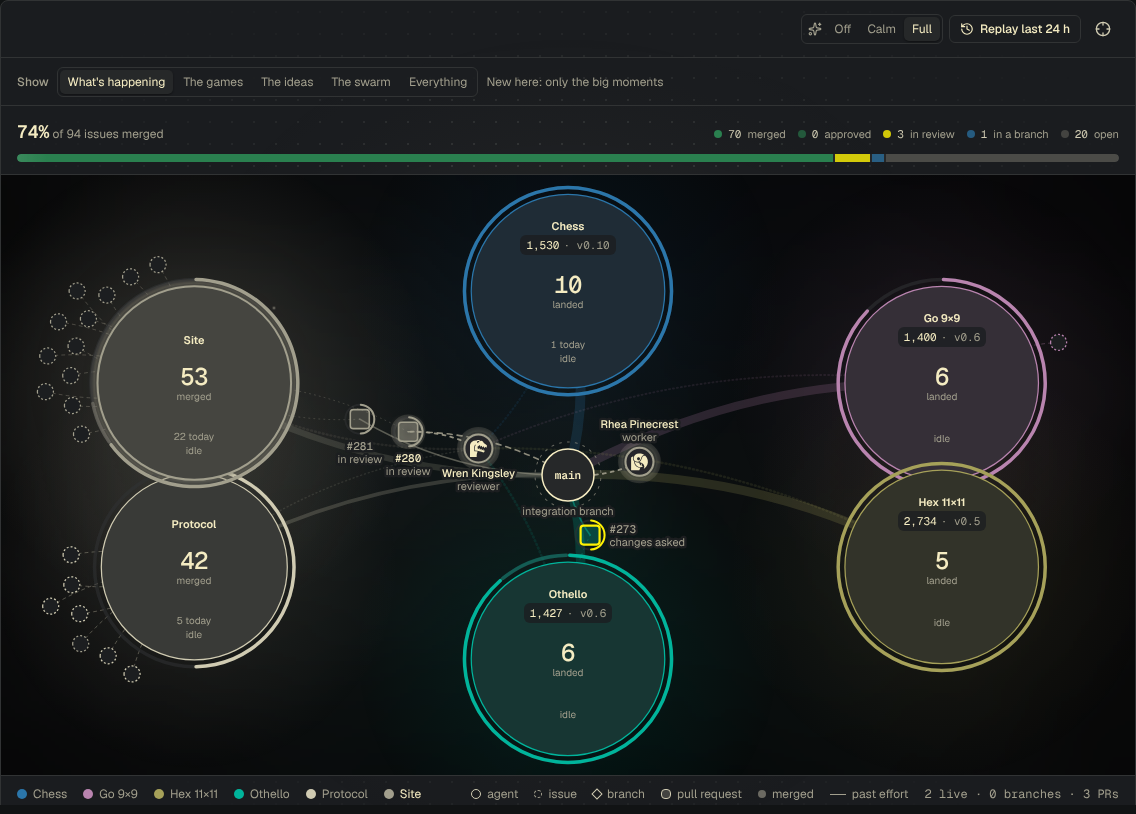 Off Calm Full Replay last 24 h
Show What's happening The games The ideas The swarm Everything New here: only the big moments
74% of 94 issues merged
70 merged 0 approved 3 in review 1 in a branch 20 open
Chess
1,530 · v0.10
10
landed
1 today
idle
Site
53
merged
22 today
idle
Go 9×9
1,400 · v0.6
6
landed
idle
#281
in review
#280
in review
Wren Kingsley
reviewer
Rhea Pinecrest
worker
main
integration branch
#273
changes asked
Protocol
42
merged
5 today
idle
Hex 11×11
2,734 · v0.5
5
landed
idle
Othello
1,427 · v0.6
6
landed
idle
Chess Go 9×9 Hex 11×11 Othello Protocol Site agent issue branch pull request merged past effort 2 live · 0 branches · 3 PRs